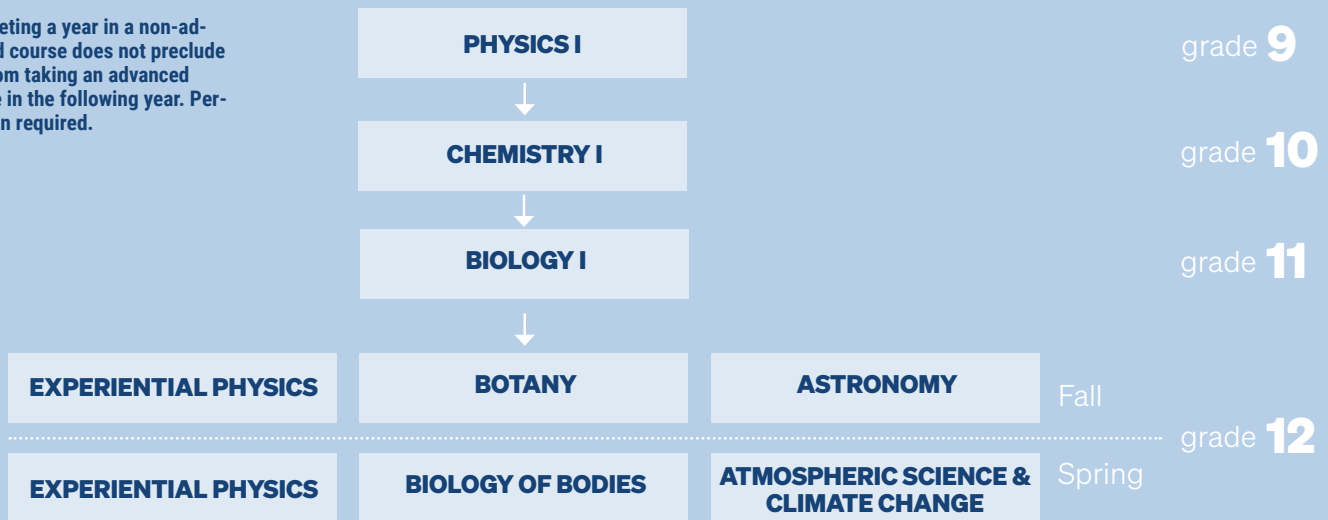 eting a year in a non-ad-
d course does not preclude
om taking an advanced
e in the following year. Per-
n required.
PHYSICS I
grade 9
CHEMISTRY I
grade 10
BIOLOGY I
grade 11
EXPERIENTIAL PHYSICS
BOTANY
ASTRONOMY
Fall
grade 12
EXPERIENTIAL PHYSICS
BIOLOGY OF BODIES
ATMOSPHERIC SCIENCE &
CLIMATE CHANGE
Spring